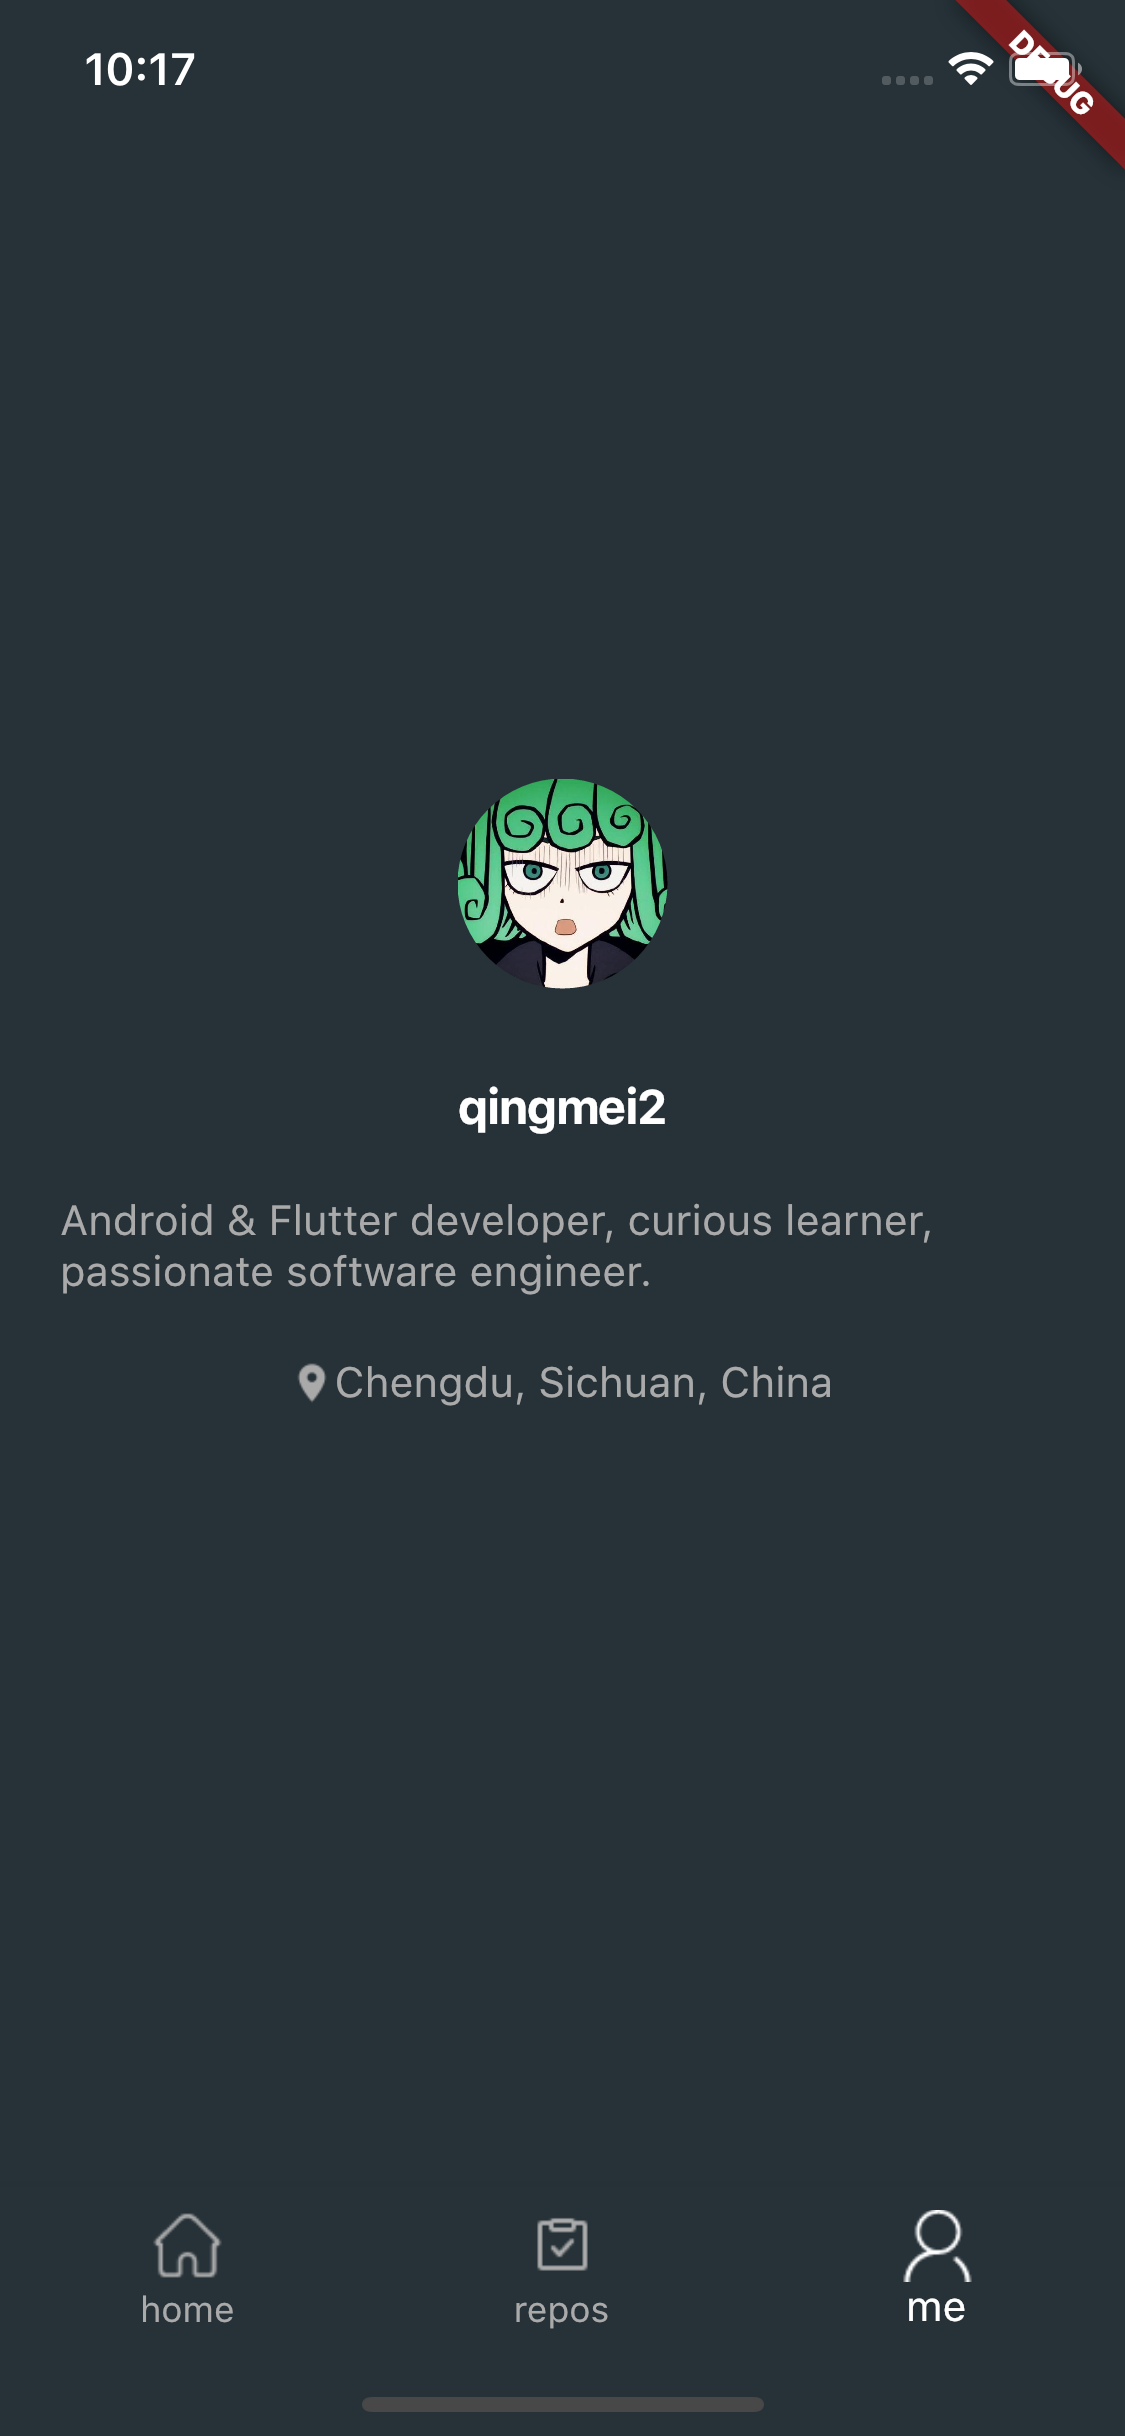 10:17
DEBUG
qingmei2
Android & Flutter developer, curious learner,
passionate software engineer.
Chengdu, Sichuan, China
home
repos
me